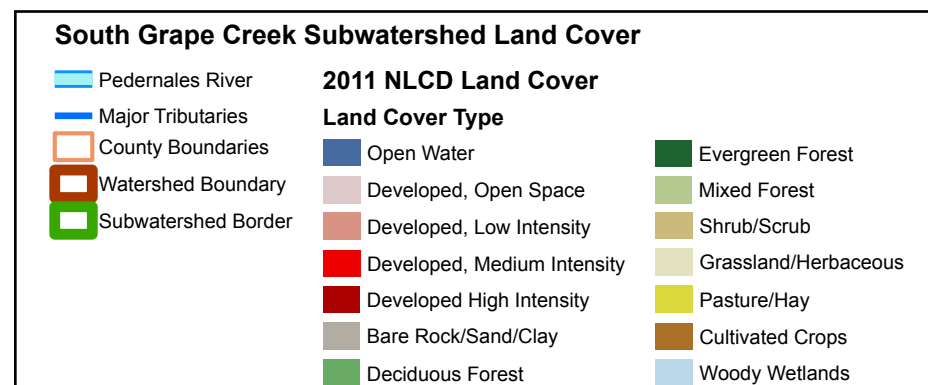 South Grape Creek Subwatershed Land Cover
Pedernales River
Major Tributaries
County Boundaries
Watershed Boundary
Subwatershed Border
2011 NLCD Land Cover
Land Cover Type
Open Water
Developed, Open Space
Developed, Low Intensity
Developed, Medium Intensity
Developed High Intensity
Bare Rock/Sand/Clay
Deciduous Forest
Evergreen Forest
Mixed Forest
Shrub/Scrub
Grassland/Herbaceous
Pasture/Hay
Cultivated Crops
Woody Wetlands